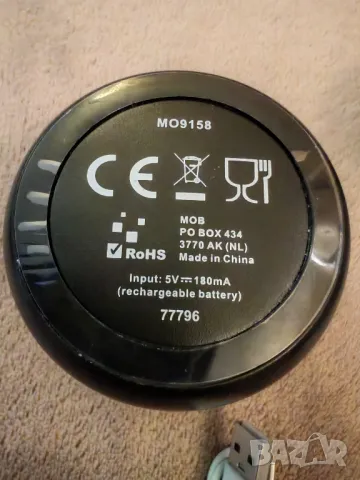 MO9158
CE
MOB
PO BOX 434
3770 AK (NL)
Made in China
RoHS
Input: 5V⎓180mA
(rechargeable battery)
77796
BAZAR